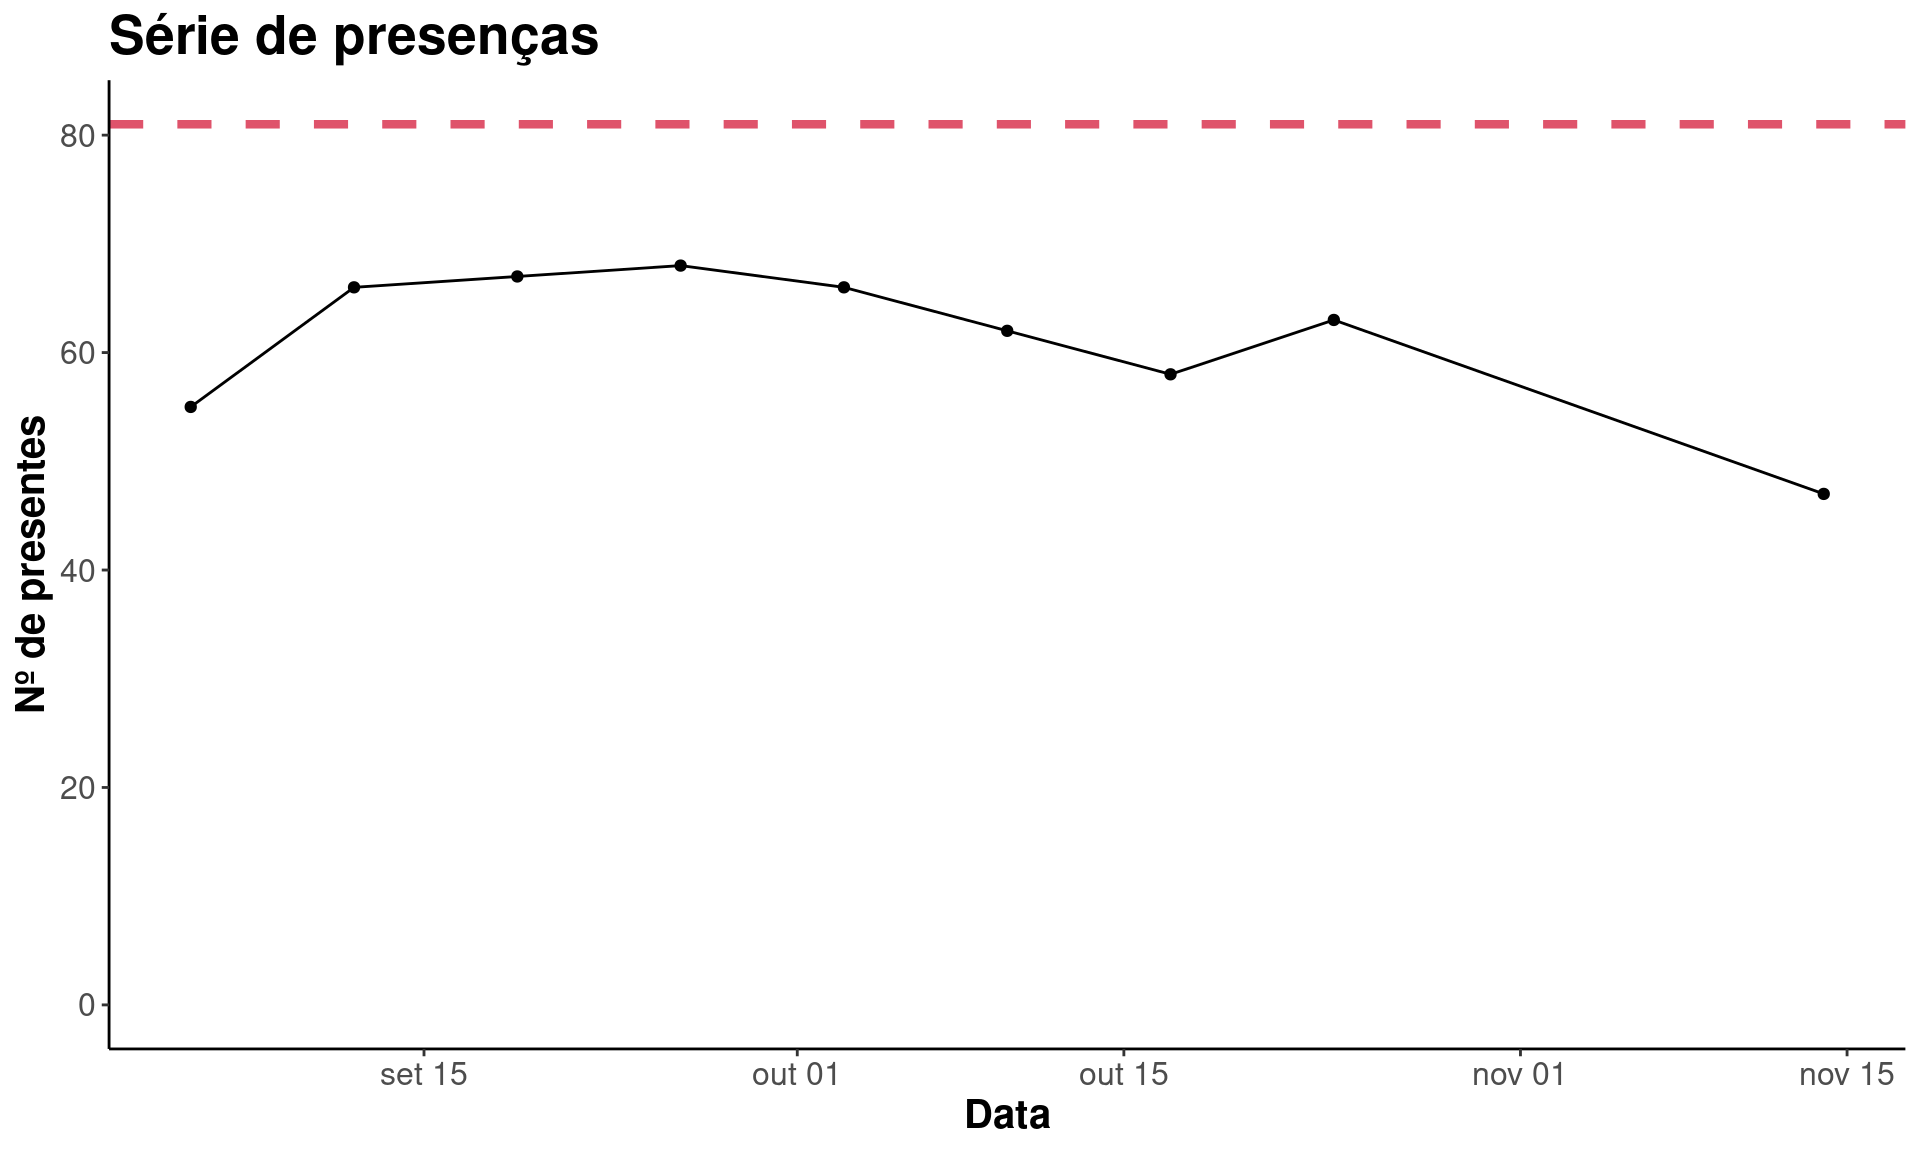 Série de presenças
80
60
40
20
0
Nº de presentes
set 15
out 01
out 15
nov 01
nov 15
Data